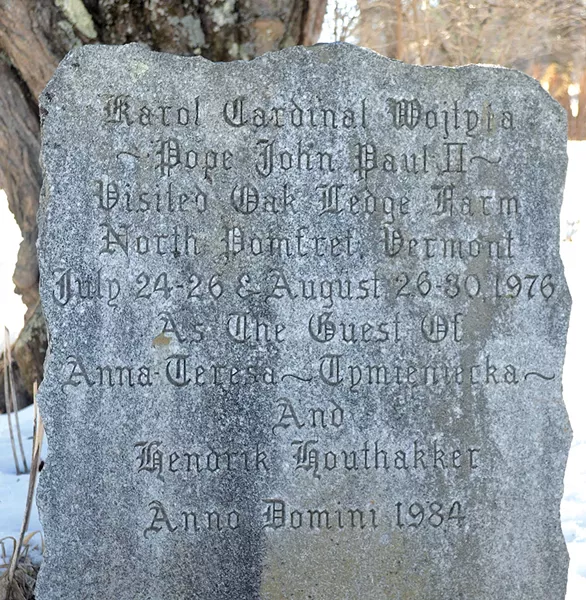 Karol Cardinal Wojtyła
~Pope John Paul II~
Visited Oak Ledge Farm
North Pomfret, Vermont
July 24-26 & August 26-30, 1976
As The Guest Of
Anna-Teresa~Tymieniecka~
And
Hendrik Houthakker
Anno Domini 1984